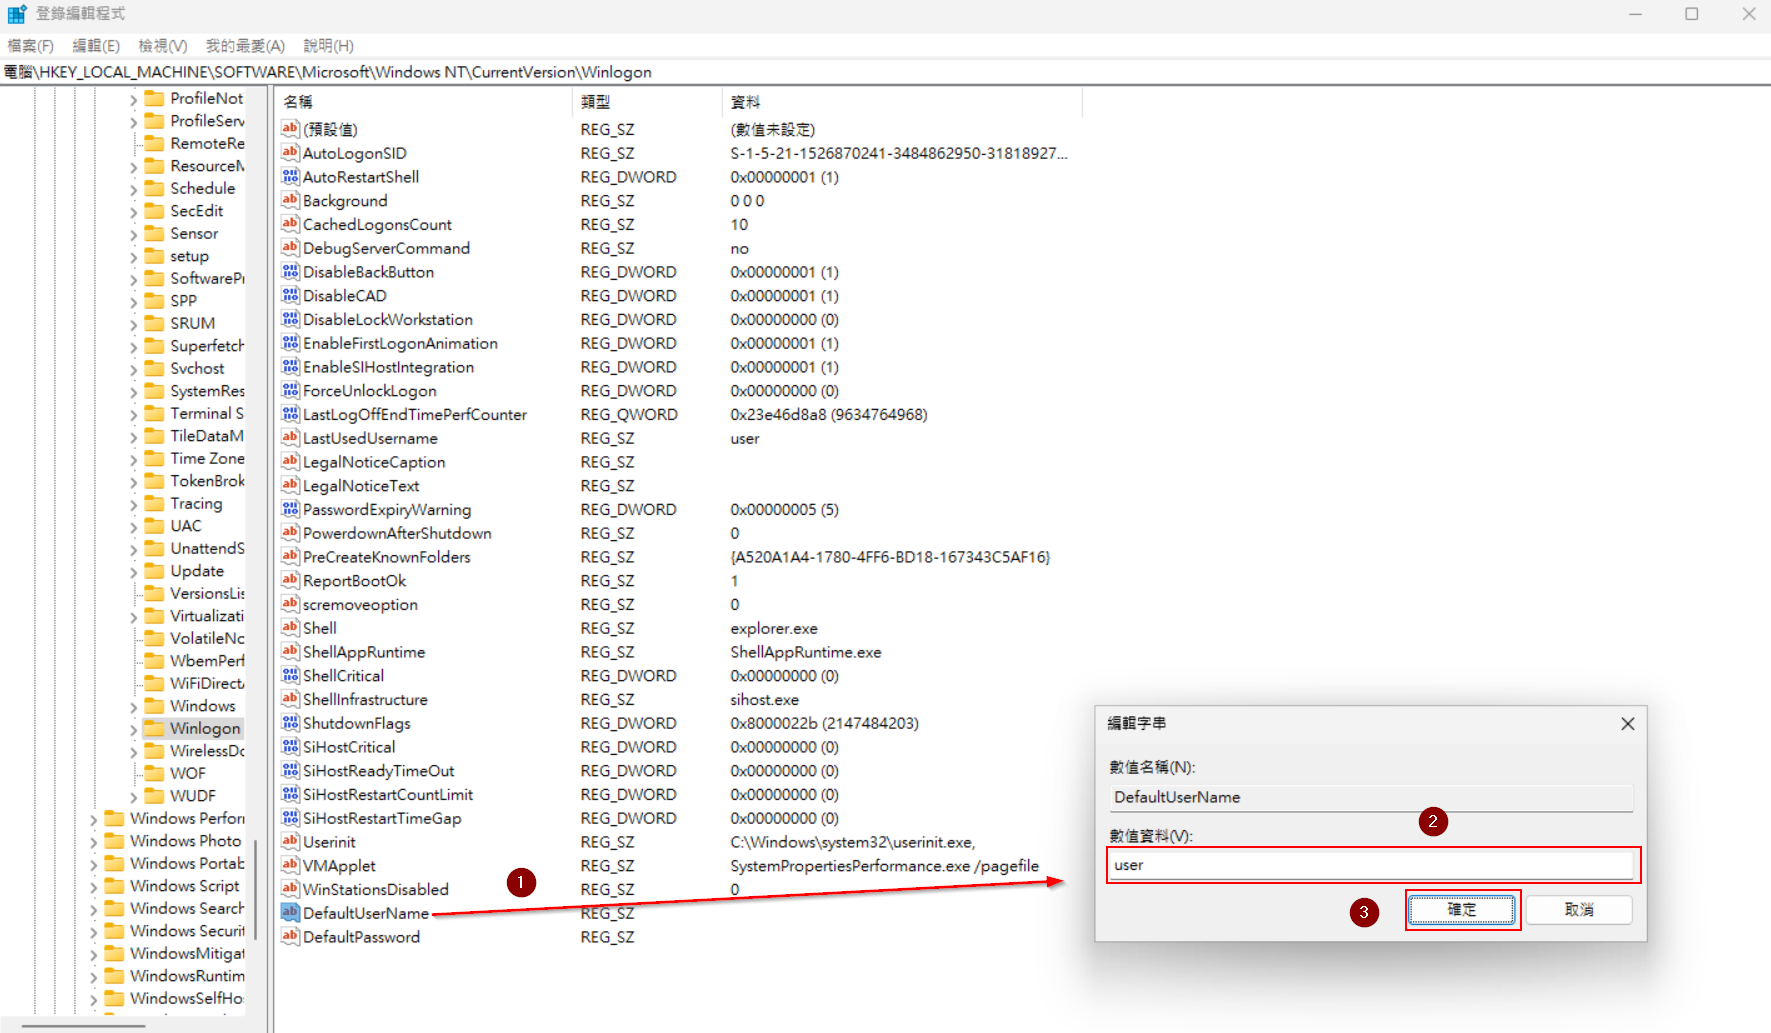 登錄編輯程式
檔案(F) 編輯(E) 檢視(V) 我的最愛(A) 說明(H)
電腦\HKEY_LOCAL_MACHINE\SOFTWARE\Microsoft\Windows NT\CurrentVersion\Winlogon
ProfileNot
ProfileServ
RemoteRe
ResourceM
Schedule
SecEdit
Sensor
setup
SoftwarePr
SPP
SRUM
Superfetch
Svchost
SystemRes
Terminal S
TileDataM
Time Zone
TokenBrok
Tracing
UAC
UnattendS
Update
VersionsLis
Virtualizati
VolatileNo
WbemPerf
WiFiDirectA
Windows
Winlogon
WirelessDo
WOF
WUDF
Windows Perforr
Windows Photo
Windows Portab
Windows Script
Windows Search
Windows Securit
WindowsMitigat
WindowsRuntim
WindowsSelfHo
名稱 類型 資料
(預設值) REG_SZ (數值未設定)
AutoLogonSID REG_SZ S-1-5-21-1526870241-3484862950-31818927...
AutoRestartShell REG_DWORD 0x00000001 (1)
Background REG_SZ 0 0 0
CachedLogonsCount REG_SZ 10
DebugServerCommand REG_SZ no
DisableBackButton REG_DWORD 0x00000001 (1)
DisableCAD REG_DWORD 0x00000001 (1)
DisableLockWorkstation REG_DWORD 0x00000000 (0)
EnableFirstLogonAnimation REG_DWORD 0x00000001 (1)
EnableSIHostIntegration REG_DWORD 0x00000001 (1)
ForceUnlockLogon REG_DWORD 0x00000000 (0)
LastLogOffEndTimePerfCounter REG_QWORD 0x23e46d8a8 (9634764968)
LastUsedUsername REG_SZ user
LegalNoticeCaption REG_SZ
LegalNoticeText REG_SZ
PasswordExpiryWarning REG_DWORD 0x00000005 (5)
PowerdownAfterShutdown REG_SZ 0
PreCreateKnownFolders REG_SZ {A520A1A4-1780-4FF6-BD18-167343C5AF16}
ReportBootOk REG_SZ 1
scremoveoption REG_SZ 0
Shell REG_SZ explorer.exe
ShellAppRuntime REG_SZ ShellAppRuntime.exe
ShellCritical REG_DWORD 0x00000000 (0)
ShellInfrastructure REG_SZ sihost.exe
ShutdownFlags REG_DWORD 0x8000022b (2147484203)
SiHostCritical REG_DWORD 0x00000000 (0)
SiHostReadyTimeOut REG_DWORD 0x00000000 (0)
SiHostRestartCountLimit REG_DWORD 0x00000000 (0)
SiHostRestartTimeGap REG_DWORD 0x00000000 (0)
Userinit REG_SZ C:\Windows\system32\userinit.exe,
VMApplet REG_SZ SystemPropertiesPerformance.exe /pagefile
WinStationsDisabled REG_SZ 0
DefaultUserName REG_SZ
DefaultPassword REG_SZ
1
編輯字串
數值名稱(N):
DefaultUserName
2
數值資料(V):
user
3
確定 取消